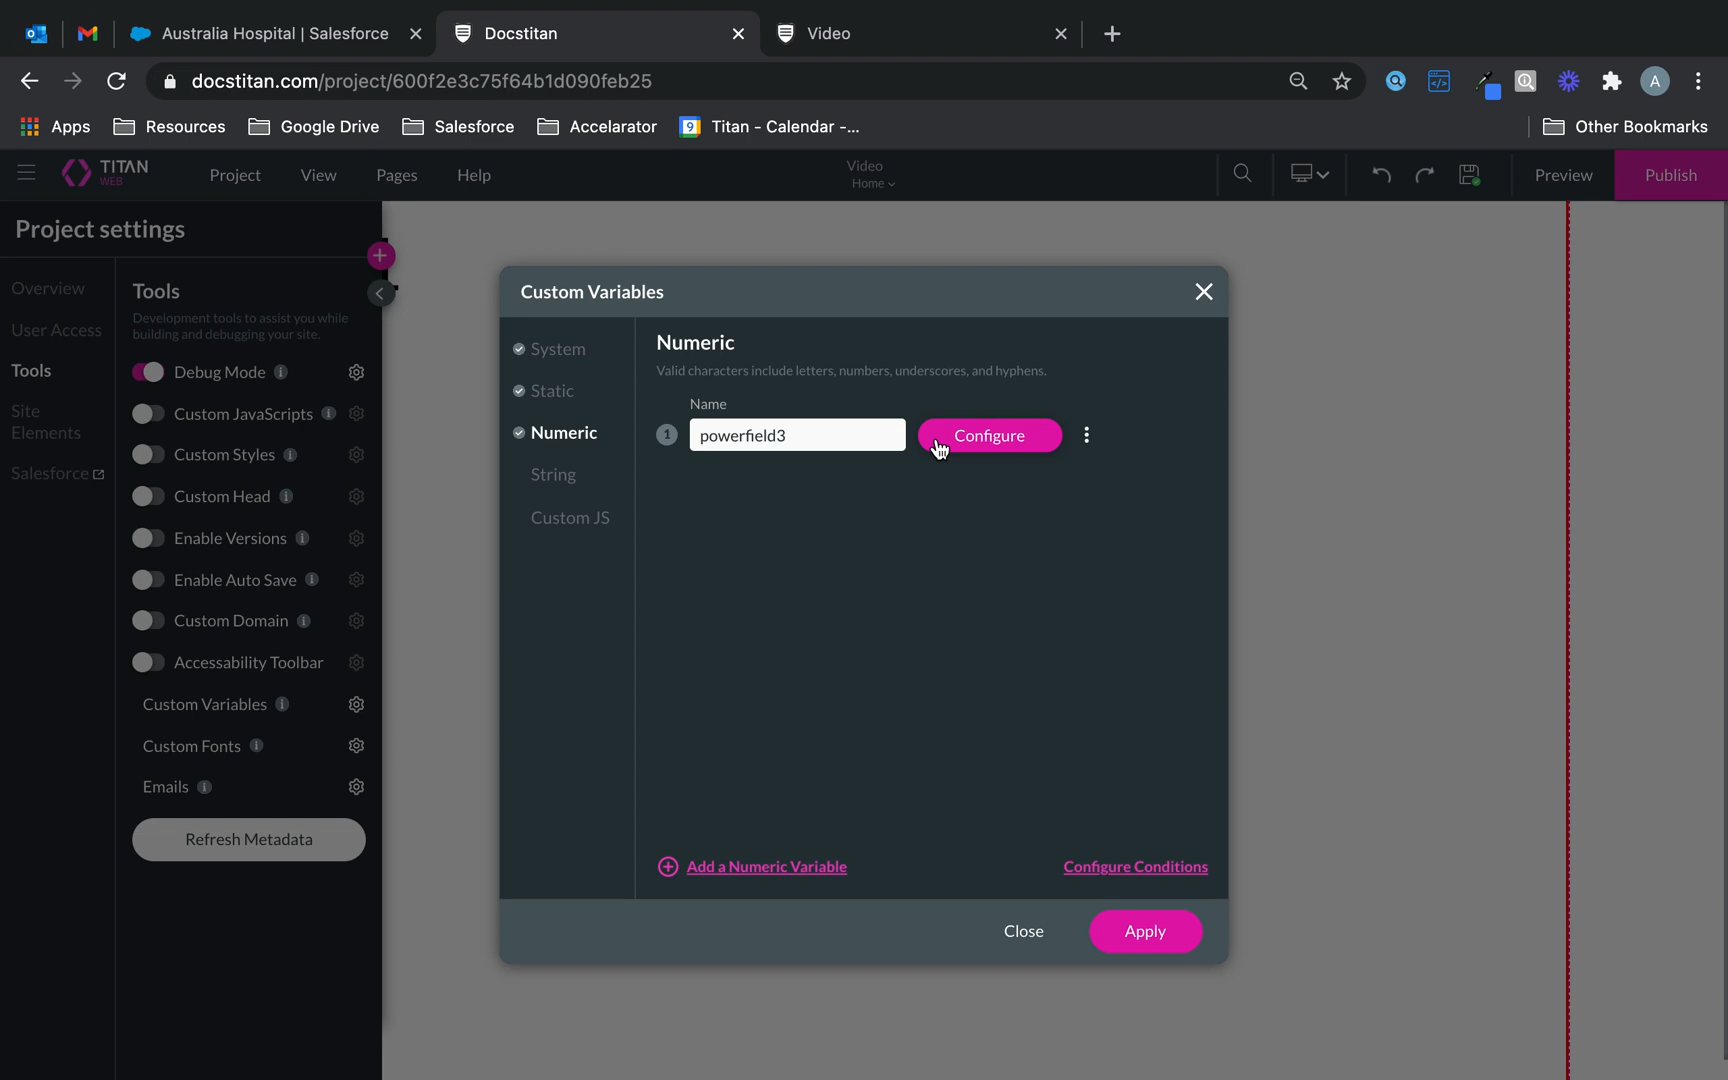 Australia Hospital | Salesforce
Docstitan
Video
docstitan.com/project/600f2e3c75f64b1d090feb25
A
Apps
Resources
Google Drive
Salesforce
Accelarator
9
Titan - Calendar -...
Other Bookmarks
TITAN
WEB
Project
View
Pages
Help
Video
Home
Preview
Publish
Project settings
Overview
User Access
Tools
Site
Elements
Salesforce
Tools
Development tools to assist you while
building and debugging your site.
Debug Mode
Custom JavaScripts
Custom Styles
Custom Head
Enable Versions
Enable Auto Save
Custom Domain
Accessability Toolbar
Custom Variables
Custom Fonts
Emails
Refresh Metadata
Custom Variables
System
Static
Numeric
String
Custom JS
Numeric
Valid characters include letters, numbers, underscores, and hyphens.
Name
1
powerfield3
Configure
Add a Numeric Variable
Configure Conditions
Close
Apply